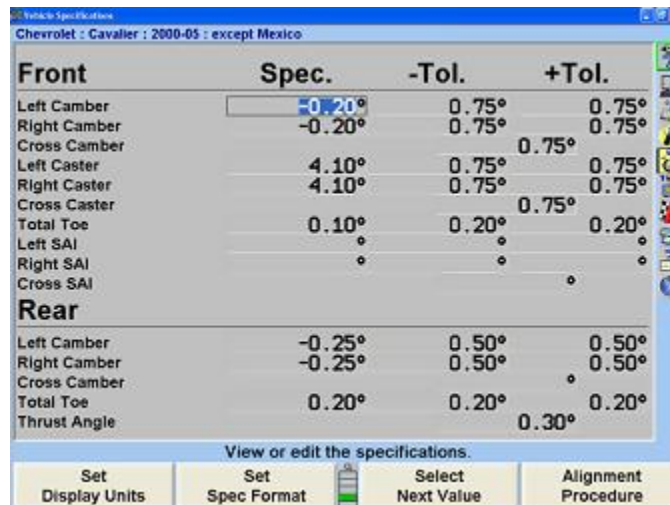 Vehicle Specifications
Chevrolet : Cavalier : 2000-05 : except Mexico
Front Spec. -Tol. +Tol.
Left Camber -0.20° 0.75° 0.75°
Right Camber -0.20° 0.75° 0.75°
Cross Camber 0.75°
Left Caster 4.10° 0.75° 0.75°
Right Caster 4.10° 0.75° 0.75°
Cross Caster 0.75°
Total Toe 0.10° 0.20° 0.20°
Left SAI ° ° °
Right SAI ° ° °
Cross SAI °
Rear
Left Camber -0.25° 0.50° 0.50°
Right Camber -0.25° 0.50° 0.50°
Cross Camber °
Total Toe 0.20° 0.20° 0.20°
Thrust Angle 0.30°
View or edit the specifications.
Set Display Units
Set Spec Format
Select Next Value
Alignment Procedure